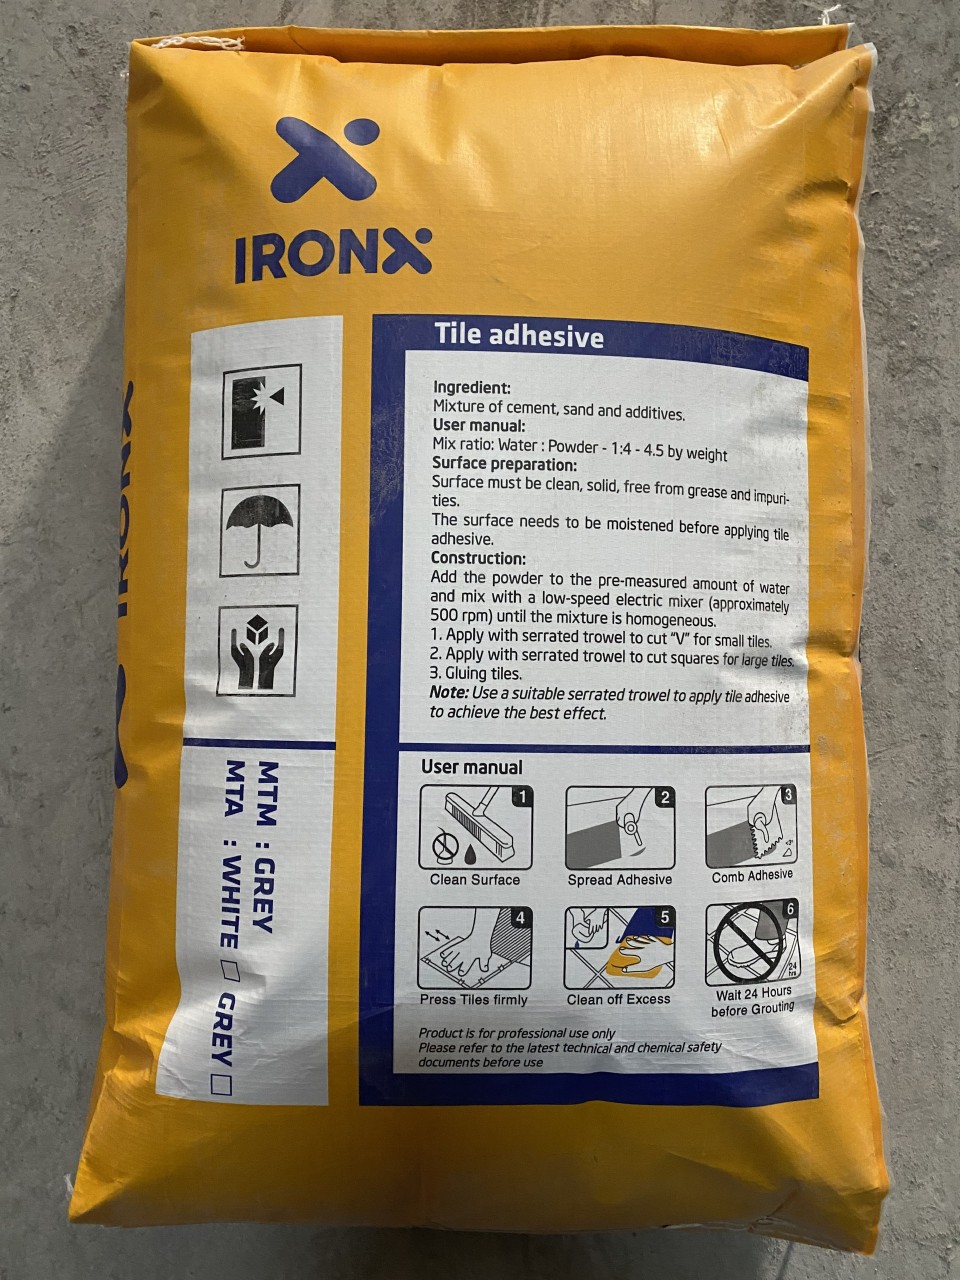 IRONX
IRONX
Tile adhesive
Ingredient:
Mixture of cement, sand and additives.
User manual:
Mix ratio: Water : Powder - 1:4 - 4.5 by weight
Surface preparation:
Surface must be clean, solid, free from grease and impuri-
ties.
The surface needs to be moistened before applying tile
adhesive.
Construction:
Add the powder to the pre-measured amount of water
and mix with a low-speed electric mixer (approximately
500 rpm) until the mixture is homogeneous.
1. Apply with serrated trowel to cut “V” for small tiles.
2. Apply with serrated trowel to cut squares for large tiles.
3. Gluing tiles.
Note: Use a suitable serrated trowel to apply tile adhesive
to achieve the best effect.
MTM : GREY
MTA : WHITE GREY
User manual
1
Clean Surface
2
Spread Adhesive
3
Comb Adhesive
4
Press Tiles firmly
5
Clean off Excess
6
24
hrs
Wait 24 Hours
before Grouting
Product is for professional use only
Please refer to the latest technical and chemical safety
documents before use